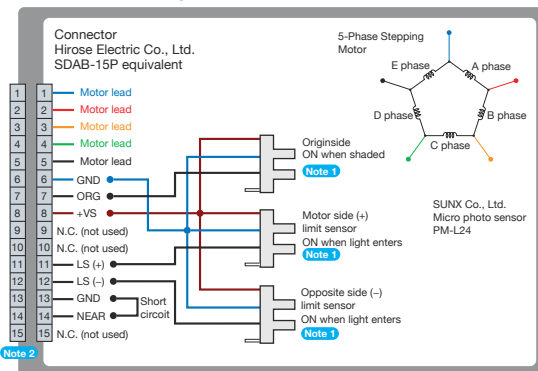 Connector
Hirose Electric Co., Ltd.
SDAB-15P equivalent
5-Phase Stepping
Motor
E phase
A phase
D phase
B phase
C phase
1 1 Motor lead
2 2 Motor lead
3 3 Motor lead
4 4 Motor lead
5 5 Motor lead
6 6 GND
7 7 ORG
8 8 +VS
9 9 N.C. (not used)
10 10 N.C. (not used)
11 11 LS (+)
12 12 LS (−)
13 13 GND
14 14 NEAR
15 15 N.C. (not used)
Short
circoit
Note 2
Originside
ON when shaded
Note 1
Motor side (+)
limit sensor
ON when light enters
Note 1
Opposite side (−)
limit sensor
ON when light enters
Note 1
SUNX Co., Ltd.
Micro photo sensor
PM-L24